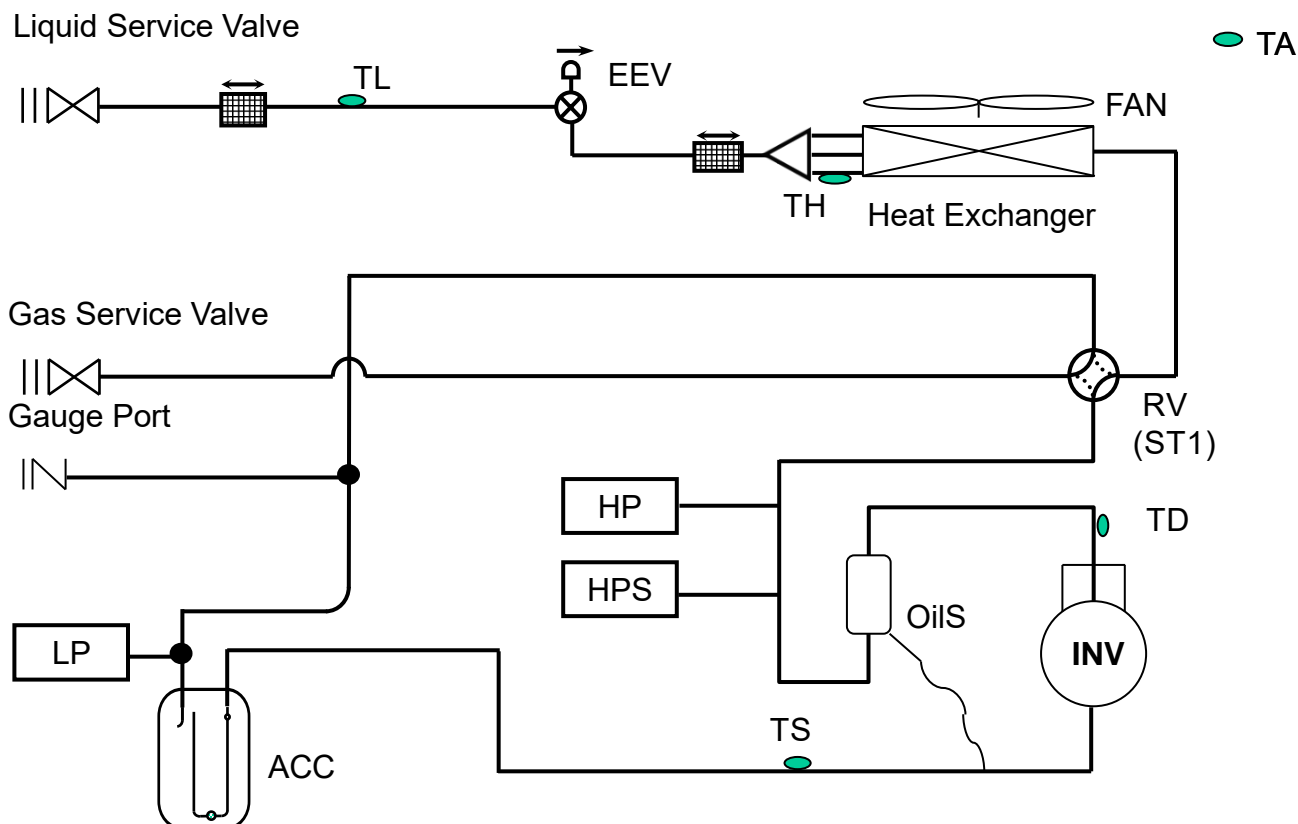 Liquid Service Valve
TA
TL
EEV
FAN
TH
Heat Exchanger
Gas Service Valve
Gauge Port
RV
(ST1)
HP
TD
HPS
OilS
LP
INV
TS
ACC